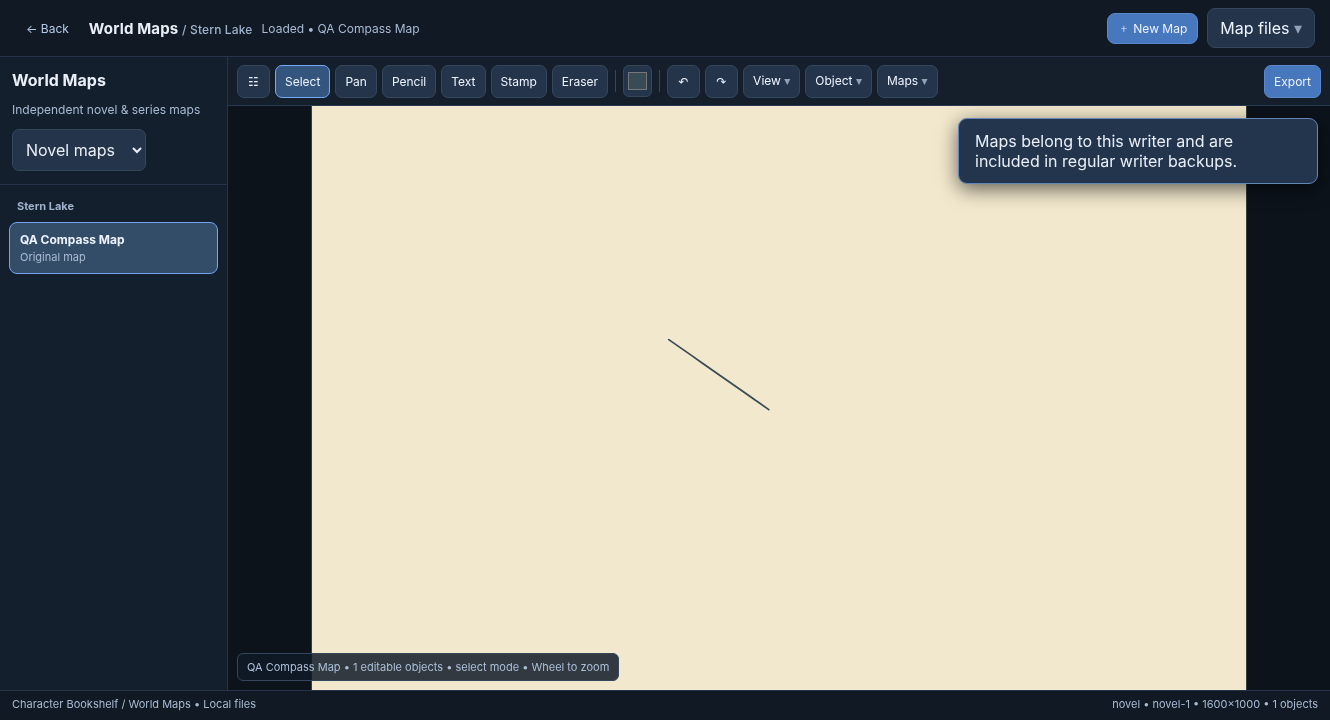 ← Back
World Maps / Stern Lake Loaded • QA Compass Map
+ New Map
Map files ▾
World Maps
Independent novel & series maps
Novel maps
Stern Lake
QA Compass Map
Original map
☷ Select Pan Pencil Text Stamp Eraser ↶ ↷ View ▾ Object ▾ Maps ▾ Export
Maps belong to this writer and are
included in regular writer backups.
QA Compass Map • 1 editable objects • select mode • Wheel to zoom
Character Bookshelf / World Maps • Local files
novel • novel-1 • 1600×1000 • 1 objects